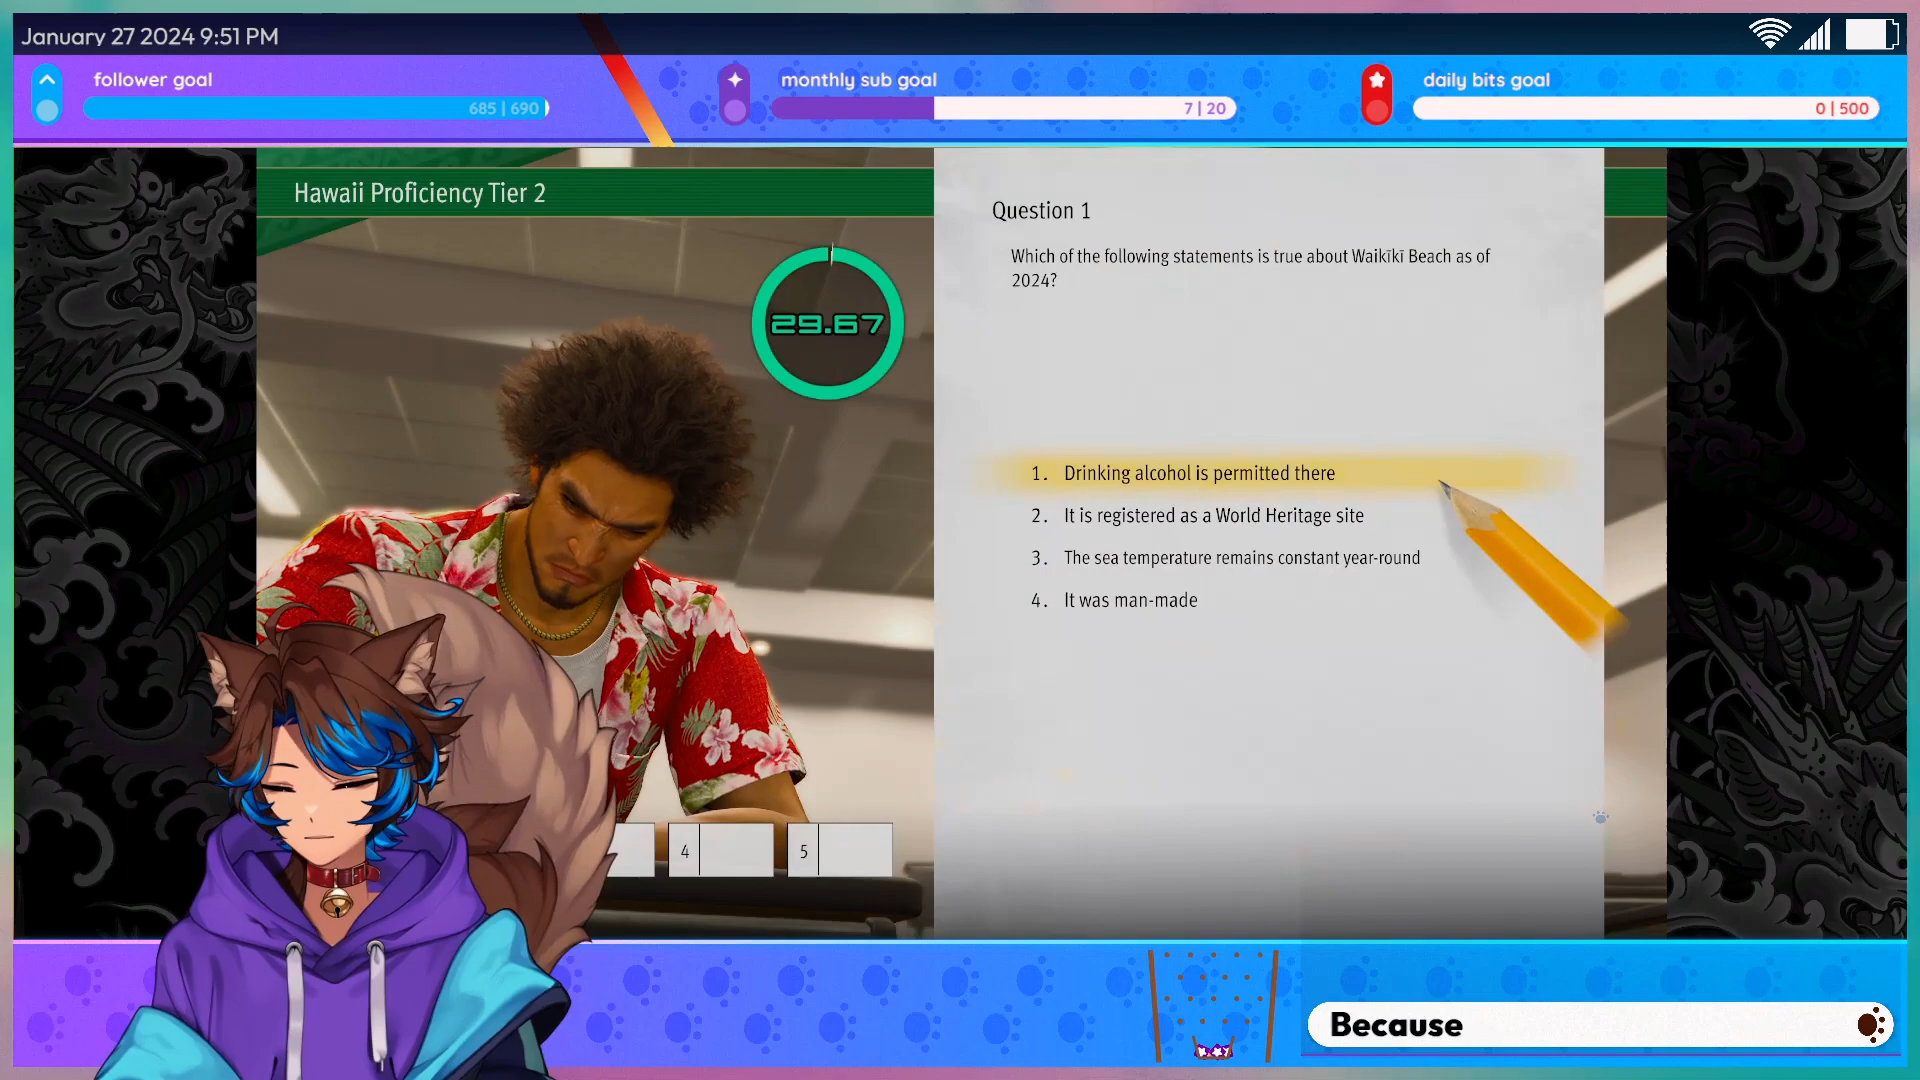 January 27 2024 9:51 PM
follower goal
685 | 690
monthly sub goal
7 | 20
daily bits goal
0 | 500
Hawaii Proficiency Tier 2
29.67
Question 1
Which of the following statements is true about Waikīkī Beach as of
2024?
1. Drinking alcohol is permitted there
2. It is registered as a World Heritage site
3. The sea temperature remains constant year-round
4. It was man-made
4
5
Because